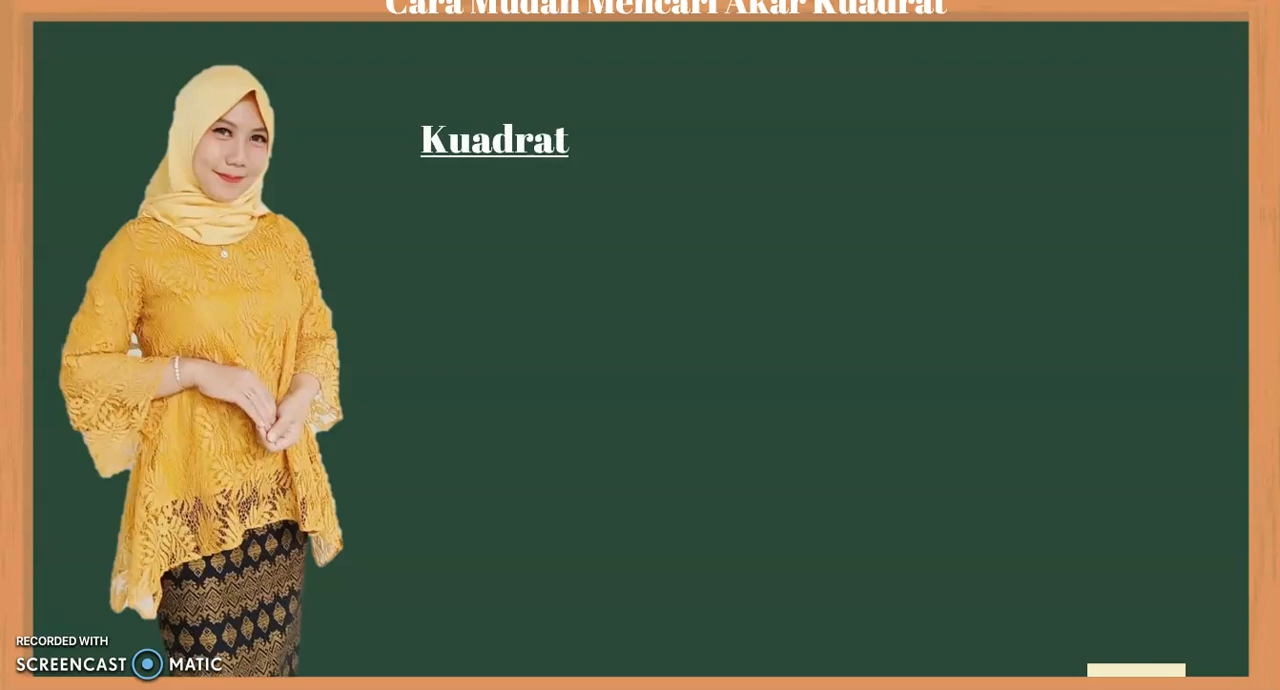 Cara Mudah Mencari Akar Kuadrat
Kuadrat
RECORDED WITH
SCREENCAST MATIC